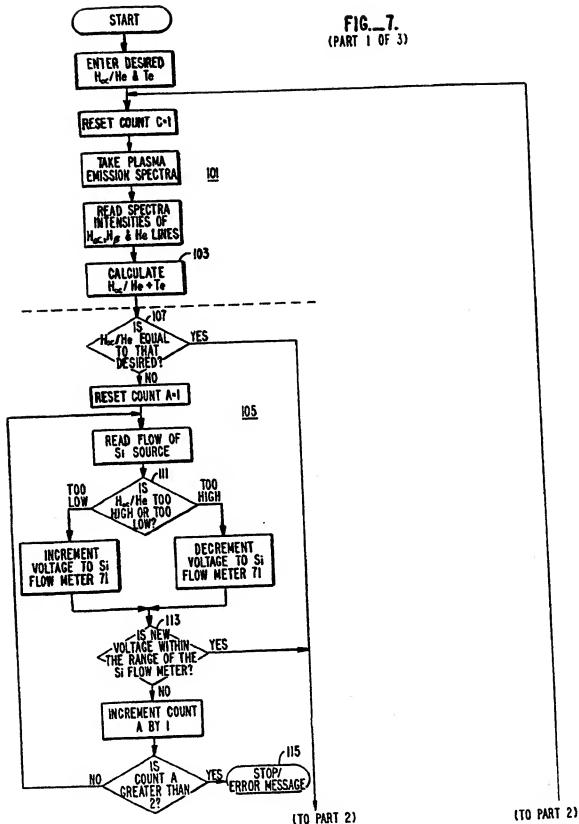 START
FIG._7.
(PART 1 OF 3)
ENTER DESIRED
H∝/He & Te
RESET COUNT C=1
TAKE PLASMA
EMISSION SPECTRA
101
READ SPECTRA
INTENSITIES OF
H∝, Hβ & He LINES
103
CALCULATE
H∝/He + Te
107
IS
H∝/He EQUAL
TO THAT
DESIRED?
YES
NO
RESET COUNT A=1
105
READ FLOW OF
Si SOURCE
111
TOO
LOW
IS
H∝/He TOO
HIGH OR TOO
LOW?
TOO
HIGH
INCREMENT
VOLTAGE TO Si
FLOW METER 71
DECREMENT
VOLTAGE TO Si
FLOW METER 71
113
IS NEW
VOLTAGE WITHIN
THE RANGE OF THE
Si FLOW METER?
YES
NO
INCREMENT COUNT
A BY 1
NO
IS
COUNT A
GREATER THAN
2?
YES
115
STOP/
ERROR MESSAGE
(TO PART 2)
(TO PART 2)